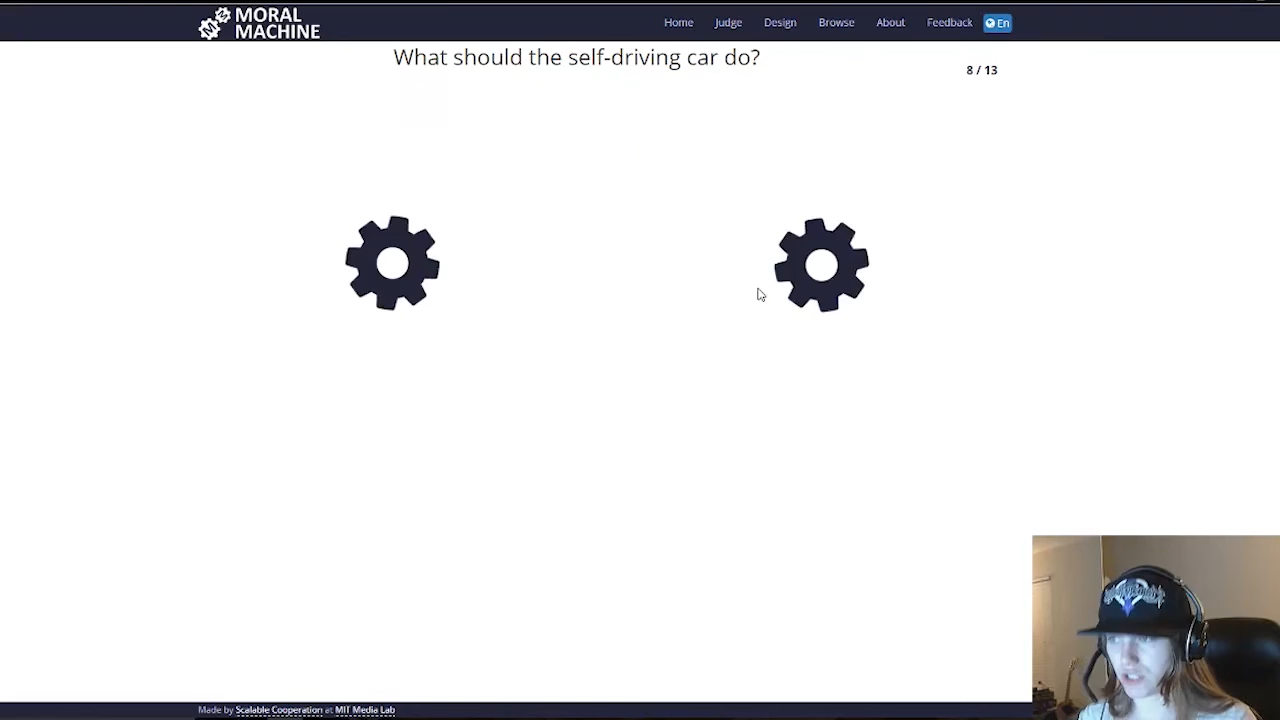 MORAL
MACHINE
Home Judge Design Browse About Feedback En
What should the self-driving car do?
8 / 13
Made by Scalable Cooperation at MIT Media Lab